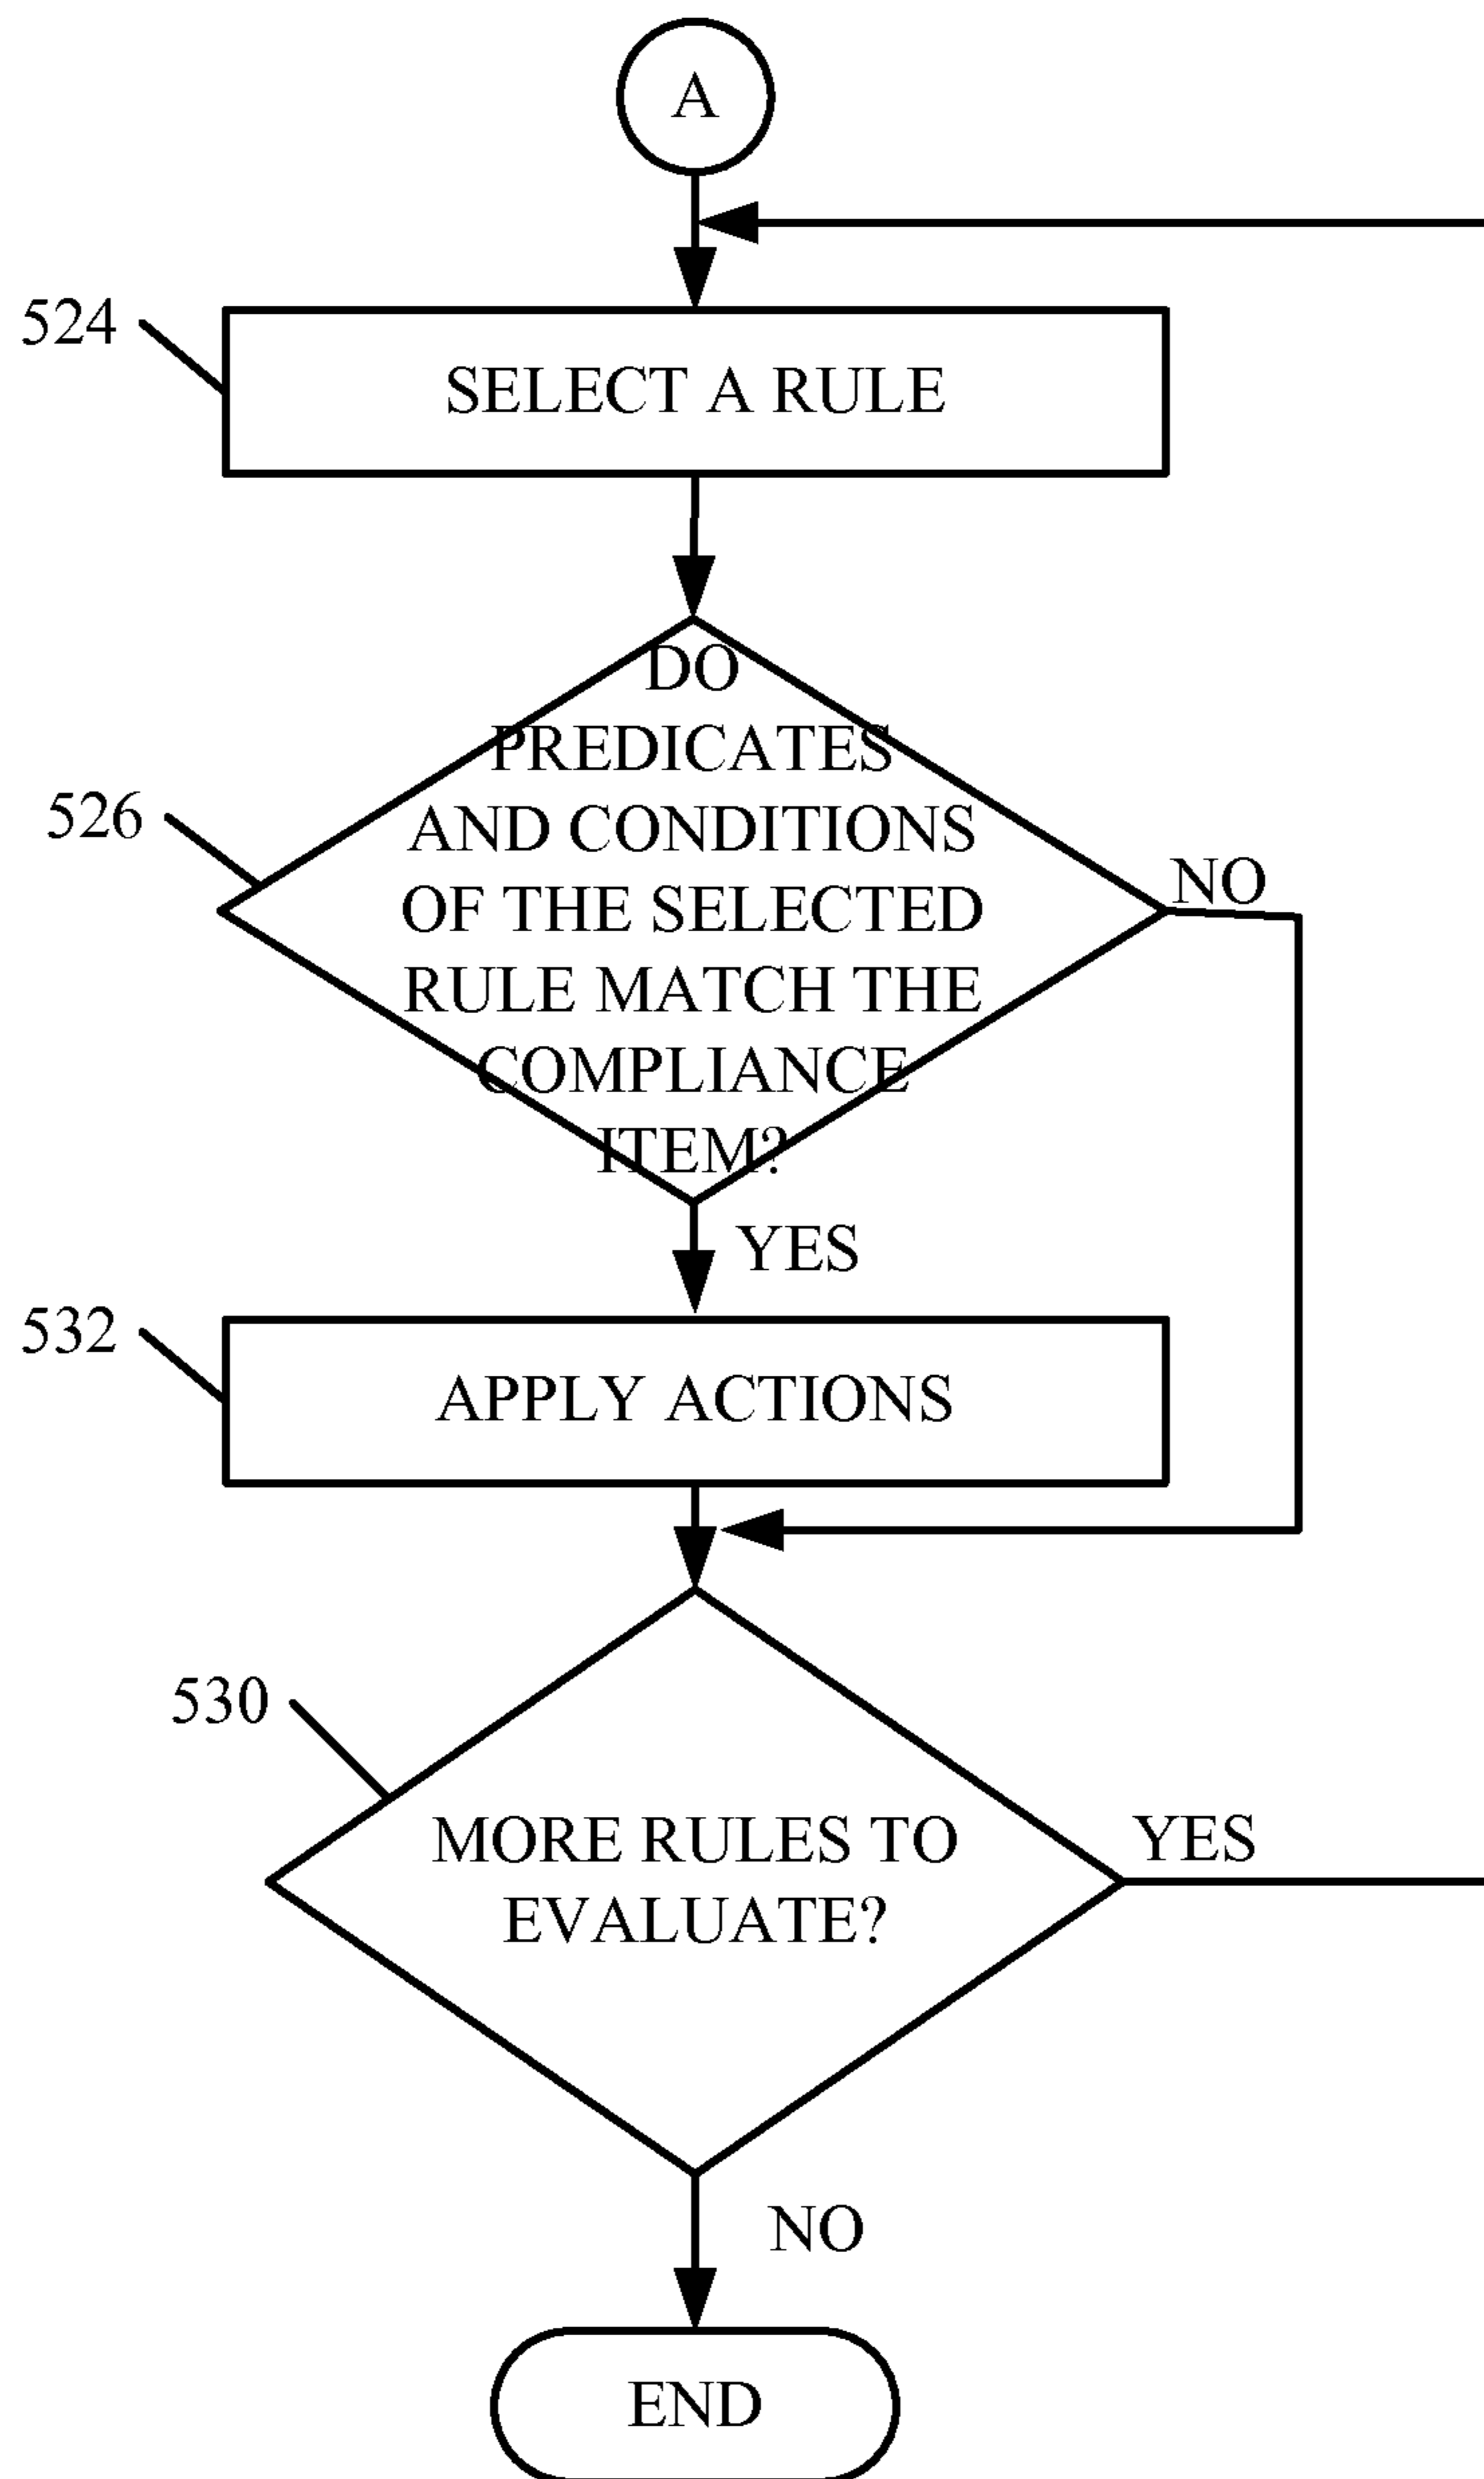 A
524
SELECT A RULE
526
DO
PREDICATES
AND CONDITIONS
OF THE SELECTED
RULE MATCH THE
COMPLIANCE
ITEM?
NO
YES
532
APPLY ACTIONS
530
MORE RULES TO
EVALUATE?
YES
NO
END